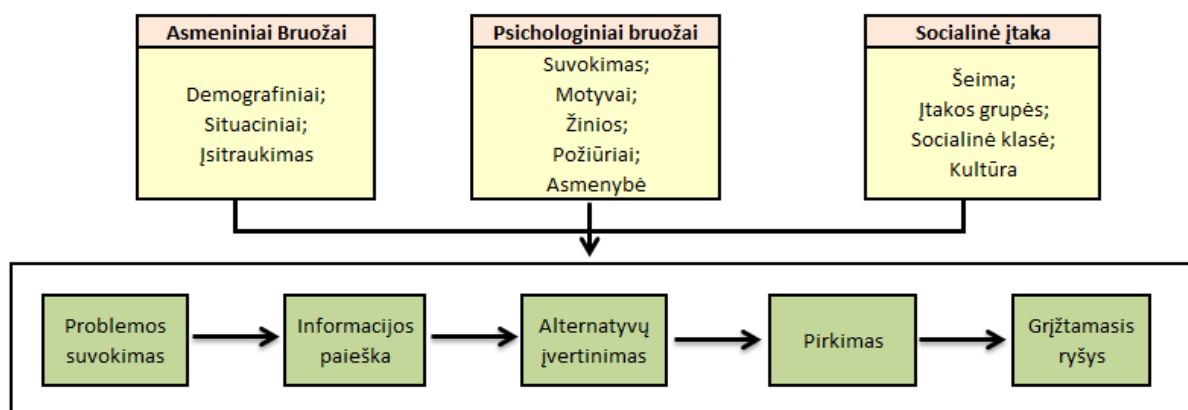 Asmeniniai Bruožai
Demografiniai;
Situaciniai;
Įsitraukimas
Psichologiniai bruožai
Suvokimas;
Motyvai;
Žinios;
Požiūriai;
Asmenybė
Socialinė įtaka
Šeima;
Įtakos grupės;
Socialinė klasė;
Kultūra
Problemos
suvokimas
Informacijos
paieška
Alternatyvų
įvertinimas
Pirkimas
Grįžtamasis
ryšys